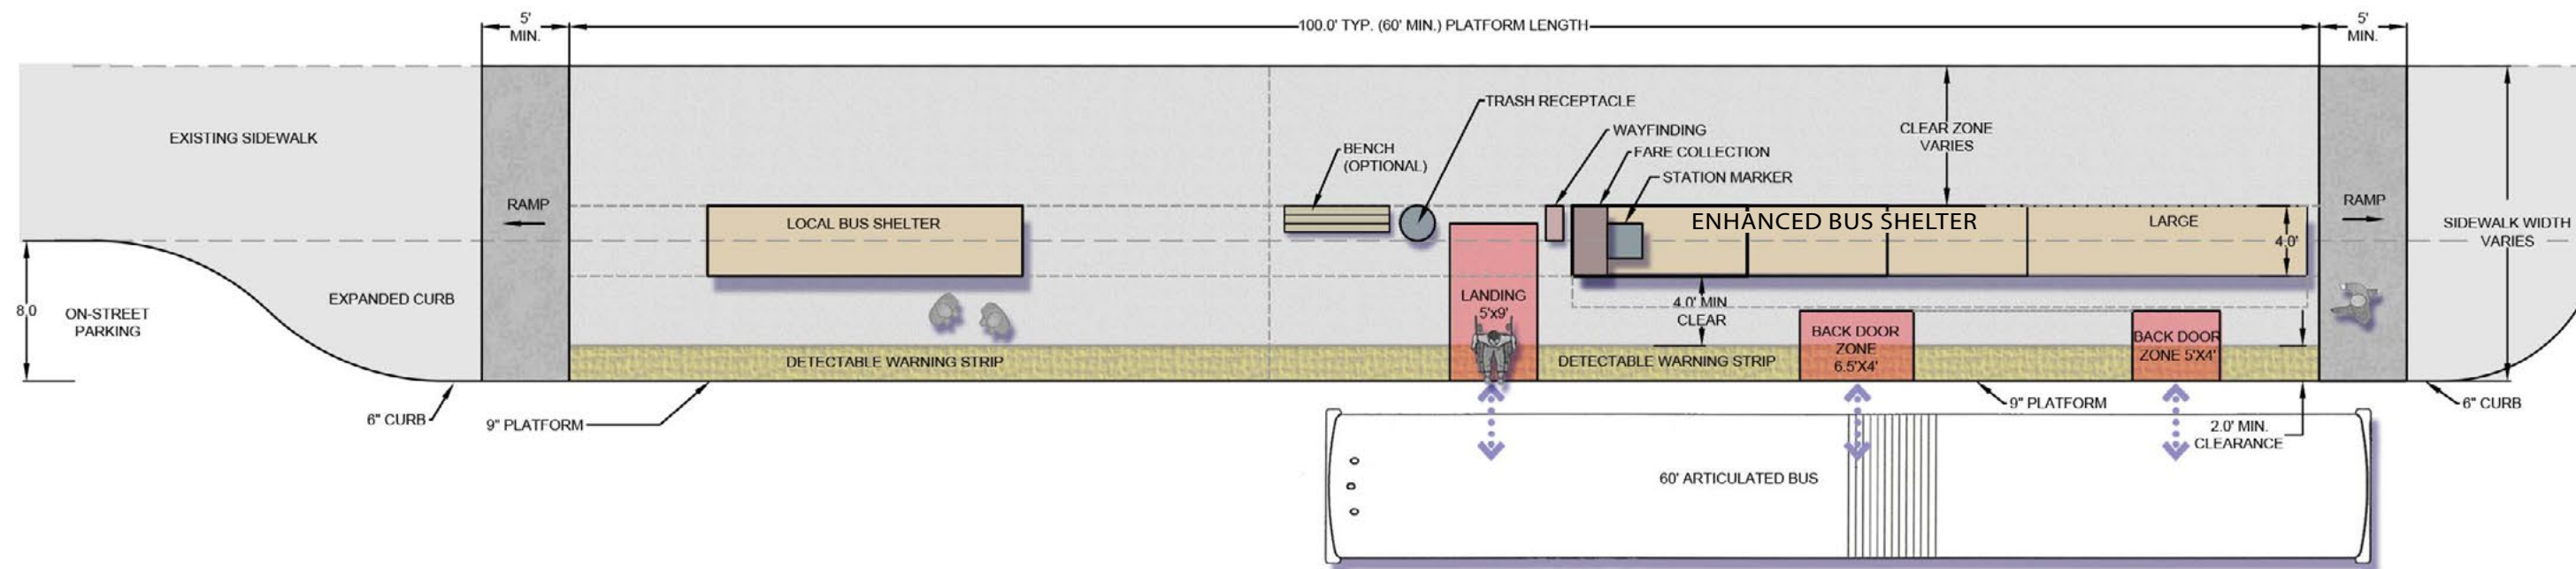 5'
MIN.
100.0' TYP. (60' MIN.) PLATFORM LENGTH
5'
MIN.
EXISTING SIDEWALK
RAMP
LOCAL BUS SHELTER
EXPANDED CURB
8.0
ON-STREET
PARKING
BENCH
(OPTIONAL)
TRASH RECEPTACLE
WAYFINDING
FARE COLLECTION
STATION MARKER
CLEAR ZONE
VARIES
ENHANCED BUS SHELTER
LARGE
4.0'
RAMP
SIDEWALK WIDTH
VARIES
LANDING
5'x9'
4.0' MIN
CLEAR
BACK DOOR
ZONE
6.5'X4'
BACK DOOR
ZONE 5'X4'
DETECTABLE WARNING STRIP
DETECTABLE WARNING STRIP
6" CURB
9" PLATFORM
9" PLATFORM
2.0' MIN.
CLEARANCE
6" CURB
60' ARTICULATED BUS